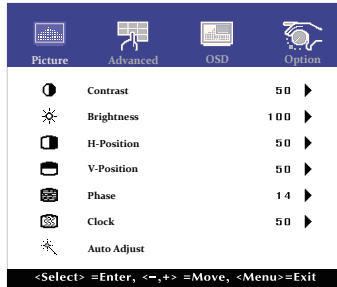 Picture Advanced OSD Option
Contrast 50
Brightness 100
H-Position 50
V-Position 50
Phase 14
Clock 50
Auto Adjust
<Select> =Enter, <−,+> =Move, <Menu>=Exit